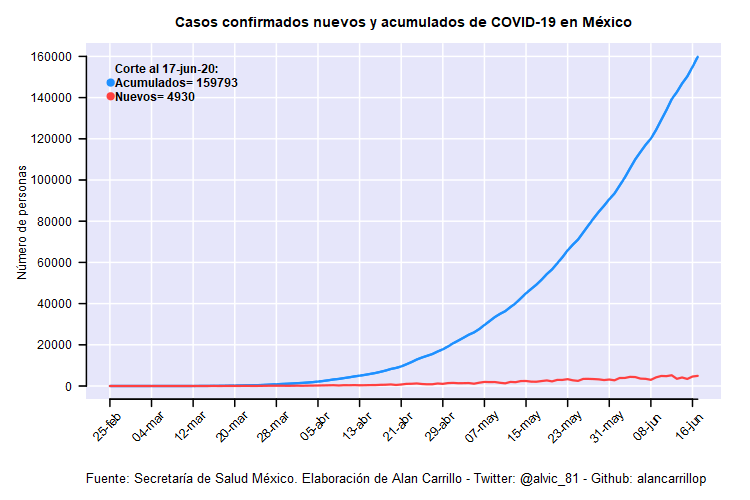 Casos confirmados nuevos y acumulados de COVID-19 en México
Número de personas
160000
140000
120000
100000
80000
60000
40000
20000
0
Corte al 17-jun-20:
Acumulados= 159793
Nuevos= 4930
25-feb
04-mar
12-mar
20-mar
28-mar
05-abr
13-abr
21-abr
29-abr
07-may
15-may
23-may
31-may
08-jun
16-jun
Fuente: Secretaría de Salud México. Elaboración de Alan Carrillo - Twitter: @alvic_81 - Github: alancarrillop